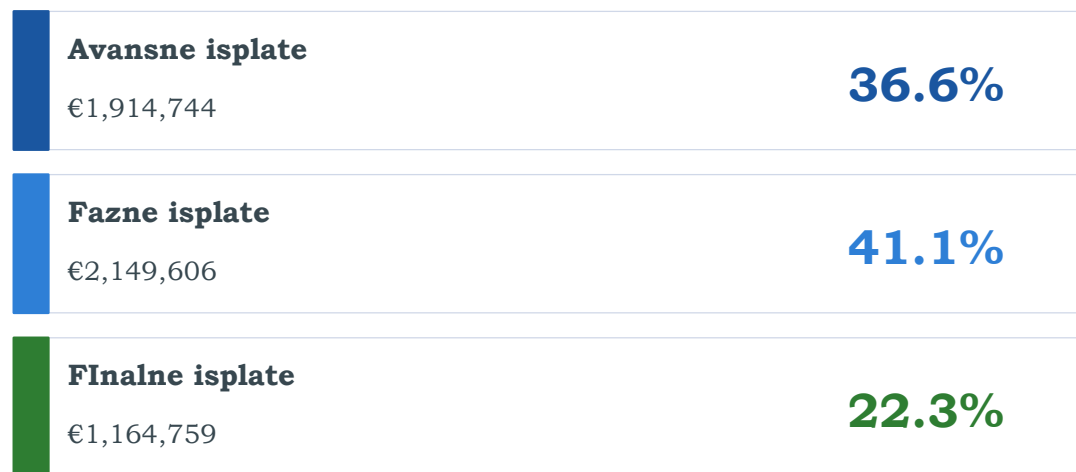 Avansne isplate
€1,914,744
36.6%
Fazne isplate
€2,149,606
41.1%
FInalne isplate
€1,164,759
22.3%